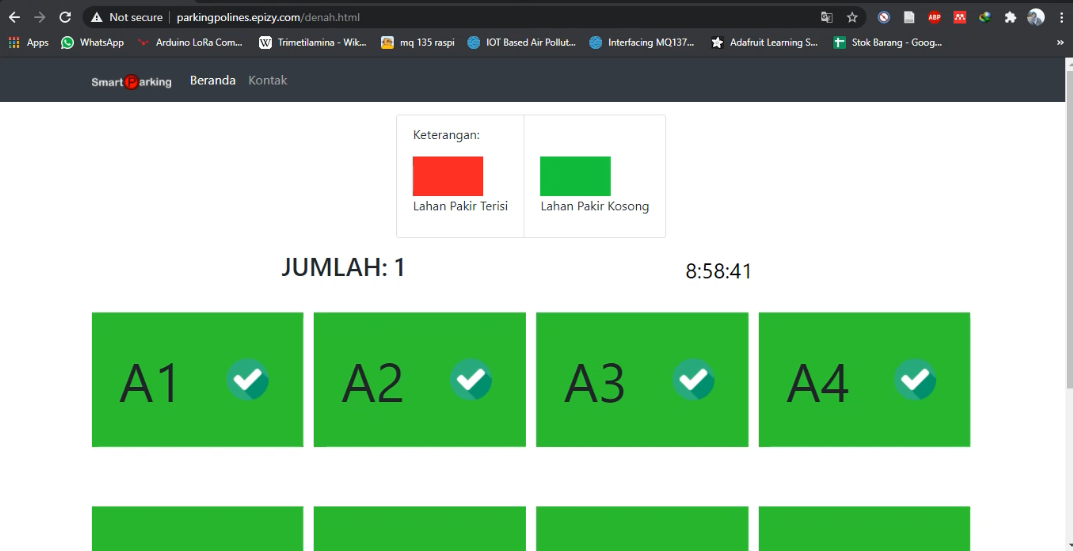 Not secure | parkingpolines.epizy.com/denah.html
ABP
Apps WhatsApp Arduino LoRa Com... W Trimetilamina - Wik... mq 135 raspi IOT Based Air Pollut... Interfacing MQ137... Adafruit Learning S... Stok Barang - Goog... »
SmartParking Beranda Kontak
Keterangan:
Lahan Pakir Terisi Lahan Pakir Kosong
JUMLAH: 1 8:58:41
A1 A2 A3 A4